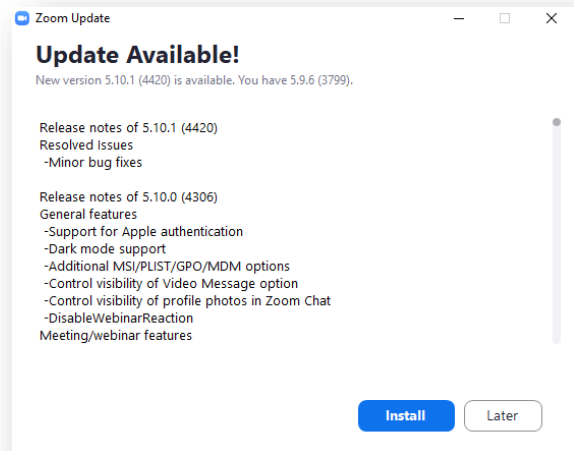 Zoom Update
Update Available!
New version 5.10.1 (4420) is available. You have 5.9.6 (3799).
Release notes of 5.10.1 (4420)
Resolved Issues
-Minor bug fixes
Release notes of 5.10.0 (4306)
General features
-Support for Apple authentication
-Dark mode support
-Additional MSI/PLIST/GPO/MDM options
-Control visibility of Video Message option
-Control visibility of profile photos in Zoom Chat
-DisableWebinarReaction
Meeting/webinar features
Install Later